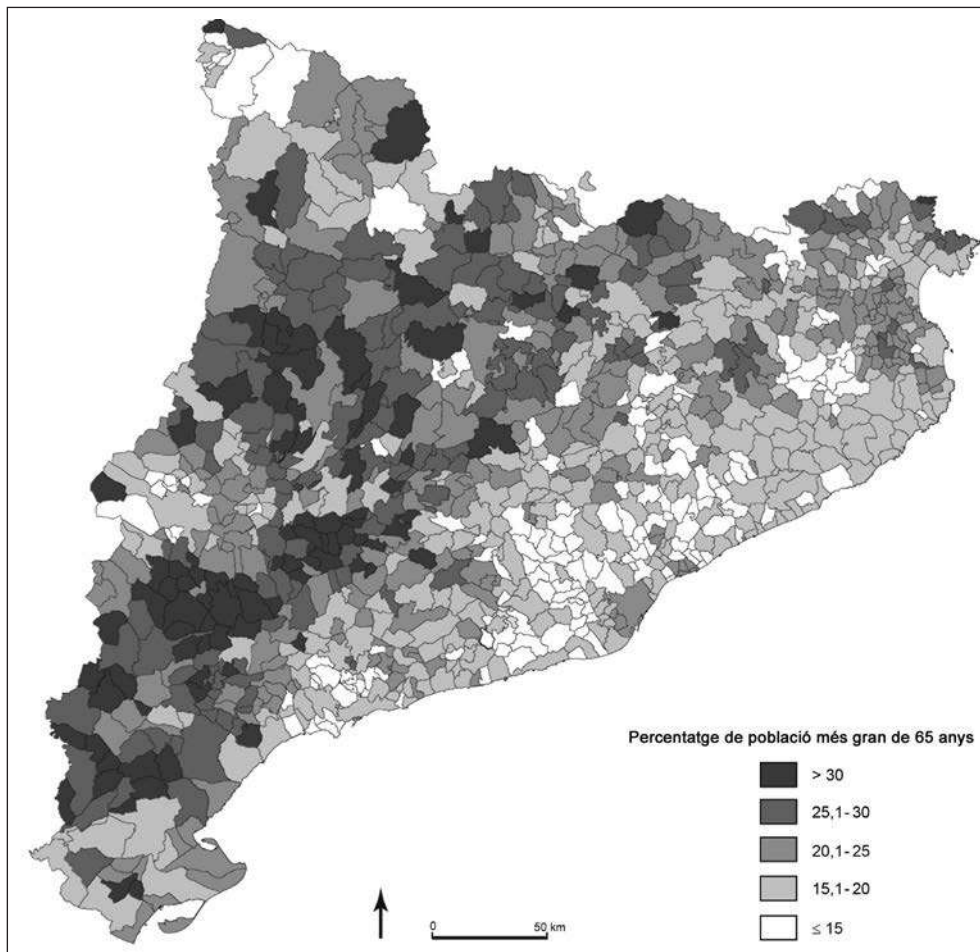 Percentatge de població més gran de 65 anys
> 30
25,1 - 30
20,1 - 25
15,1 - 20
≤ 15
0 50 km